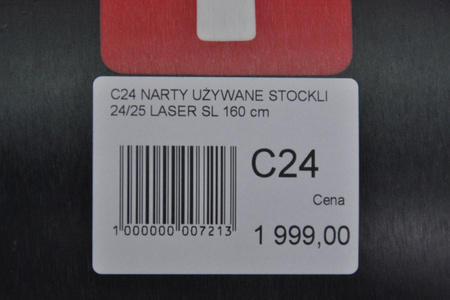 C24 NARTY UŻYWANE STOCKLI
24/25 LASER SL 160 cm
C24
Cena
1 000000 007213
1 999,00